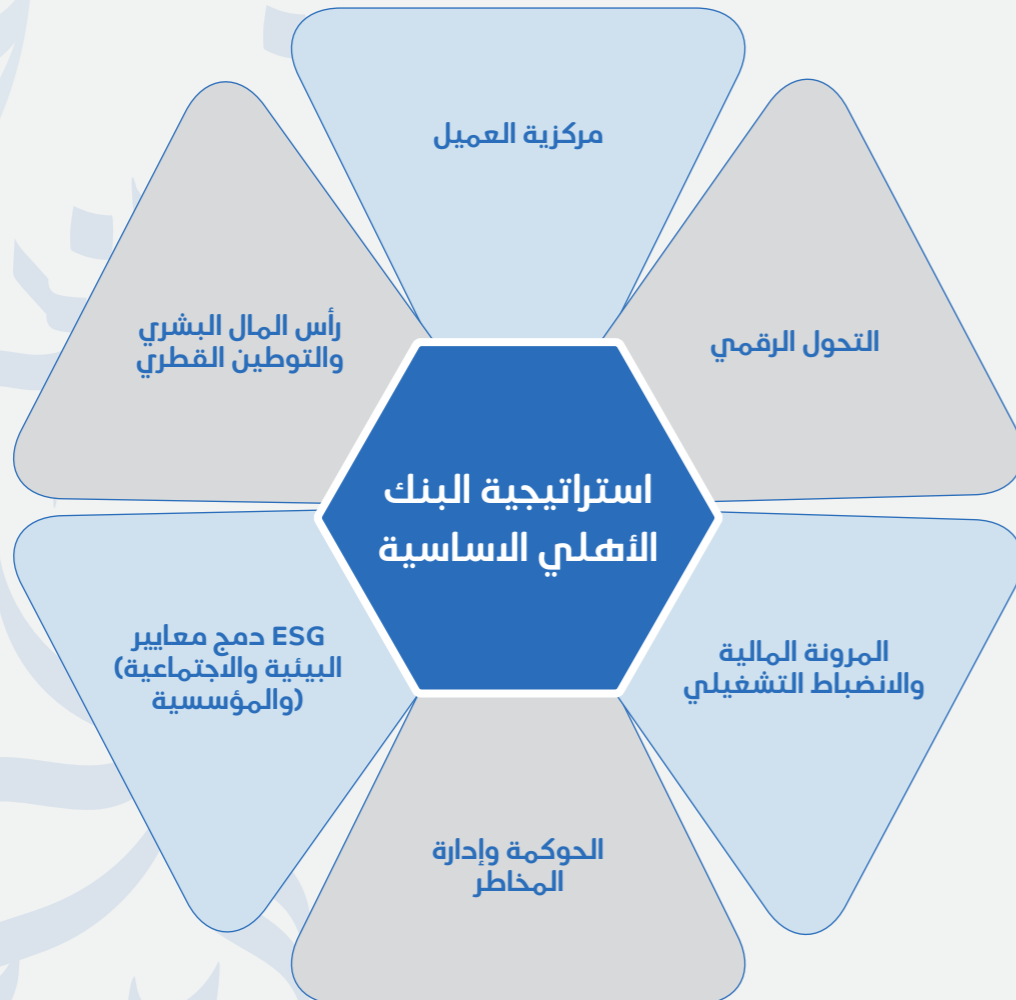 مركزية العميل
التحول الرقمي
رأس المال البشري
والتوطين القطري
استراتيجية البنك
الأهلي الاساسية
المرونة المالية
والانضباط التشغيلي
ESG دمج معايير
البيئية والاجتماعية)
(والمؤسسية
الحوكمة وإدارة
المخاطر